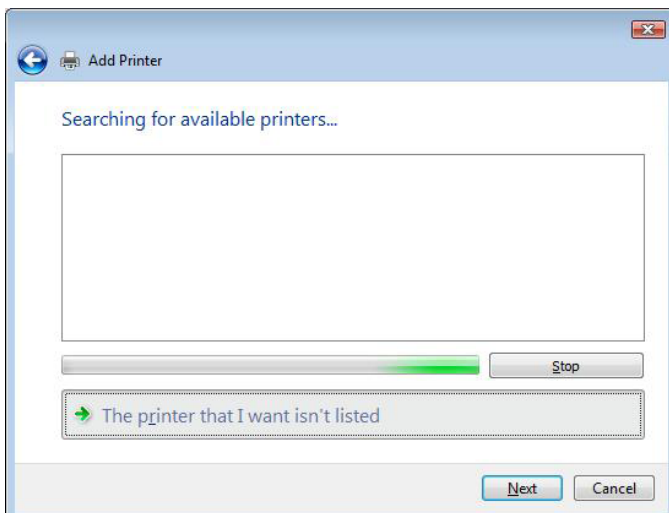 Add Printer
Searching for available printers...
Stop
The printer that I want isn't listed
Next
Cancel